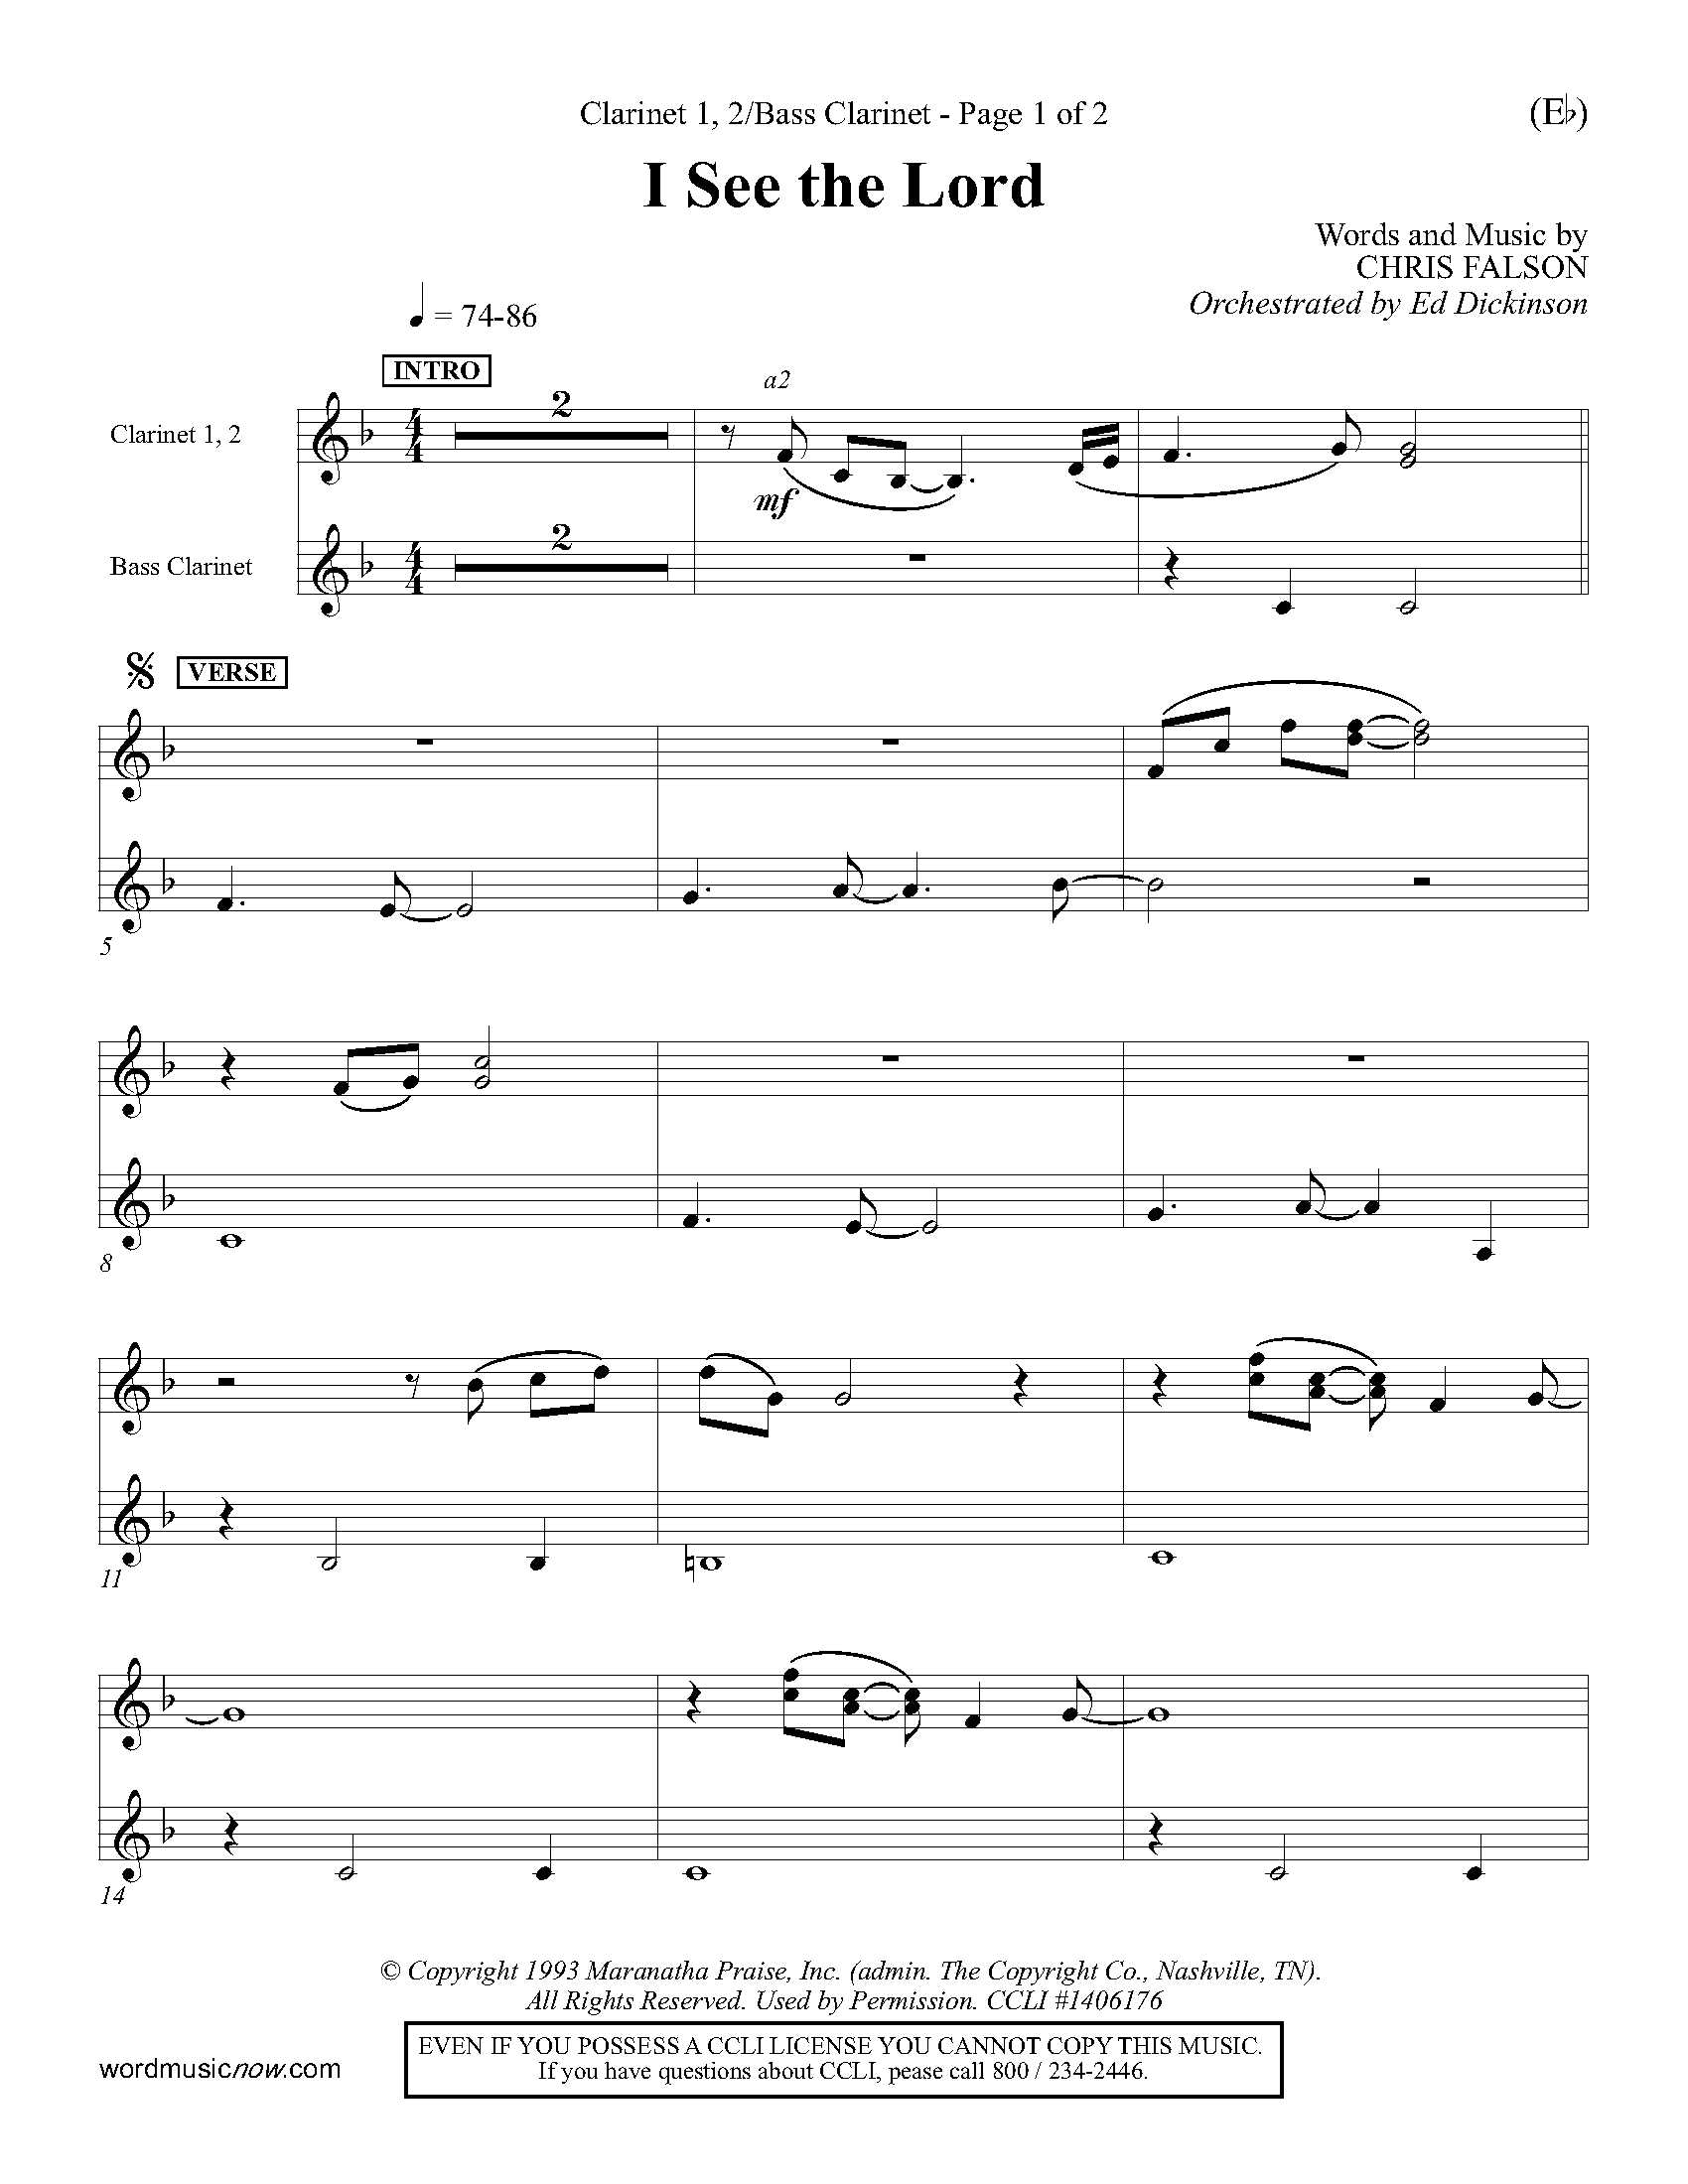 Clarinet 1, 2/Bass Clarinet - Page 1 of 2
(E♭)
I See the Lord
Words and Music by
CHRIS FALSON
Orchestrated by Ed Dickinson
♩ = 74-86
INTRO
a2
Clarinet 1, 2
2
mf
Bass Clarinet
2
VERSE
5
8
11
14
© Copyright 1993 Maranatha Praise, Inc. (admin. The Copyright Co., Nashville, TN).
All Rights Reserved. Used by Permission. CCLI #1406176
EVEN IF YOU POSSESS A CCLI LICENSE YOU CANNOT COPY THIS MUSIC.
If you have questions about CCLI, pease call 800 / 234-2446.
wordmusicnow.com